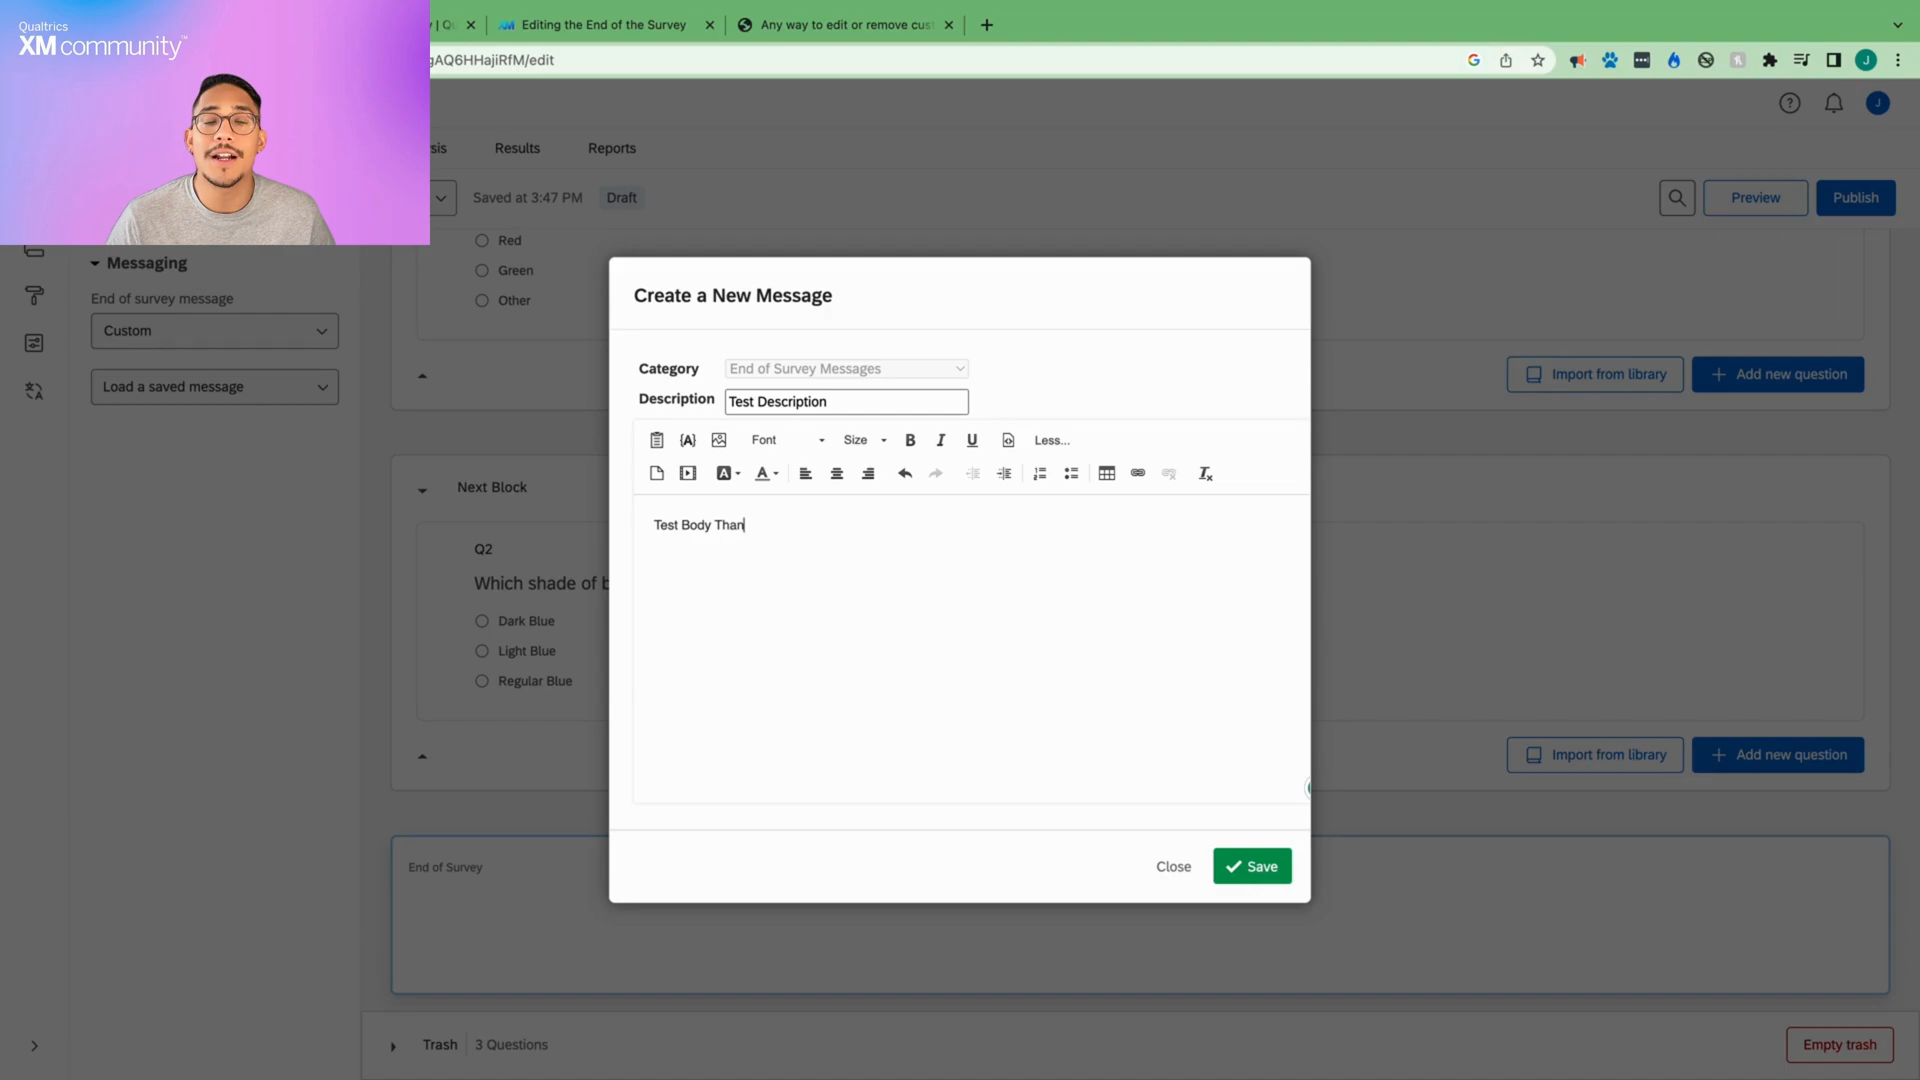 Qualtrics
XM community™
Editing the End of the Survey
Any way to edit or remove cus
gAQ6HHajiRfM/edit
J
J
sis
Results
Reports
Saved at 3:47 PM
Draft
Preview
Publish
Messaging
End of survey message
Custom
Load a saved message
Red
Green
Other
Import from library
Add new question
Next Block
Q2
Which shade of b
Dark Blue
Light Blue
Regular Blue
Import from library
Add new question
End of Survey
Trash
3 Questions
Empty trash
Create a New Message
Category
End of Survey Messages
Description
Test Description
{A}
Font
Size
B
I
U
Less...
Test Body Than
Close
Save